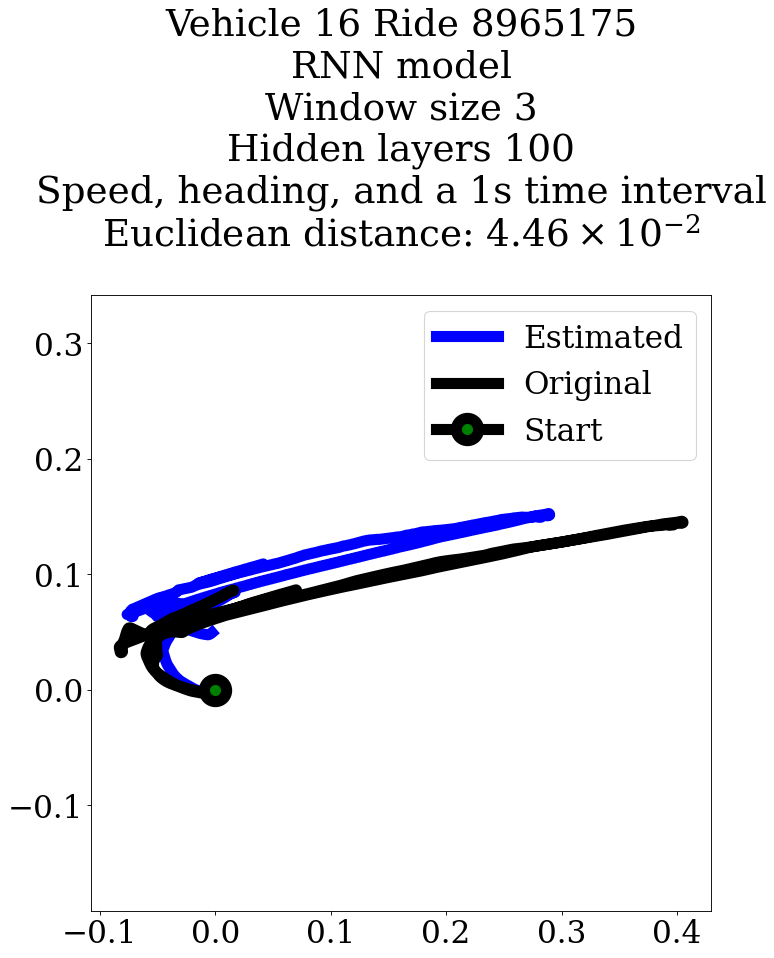 Vehicle 16 Ride 8965175
RNN model
Window size 3
Hidden layers 100
Speed, heading, and a 1s time interval
Euclidean distance: 4.46 × 10⁻²
Estimated
Original
Start
0.3
0.2
0.1
0.0
−0.1
−0.1 0.0 0.1 0.2 0.3 0.4